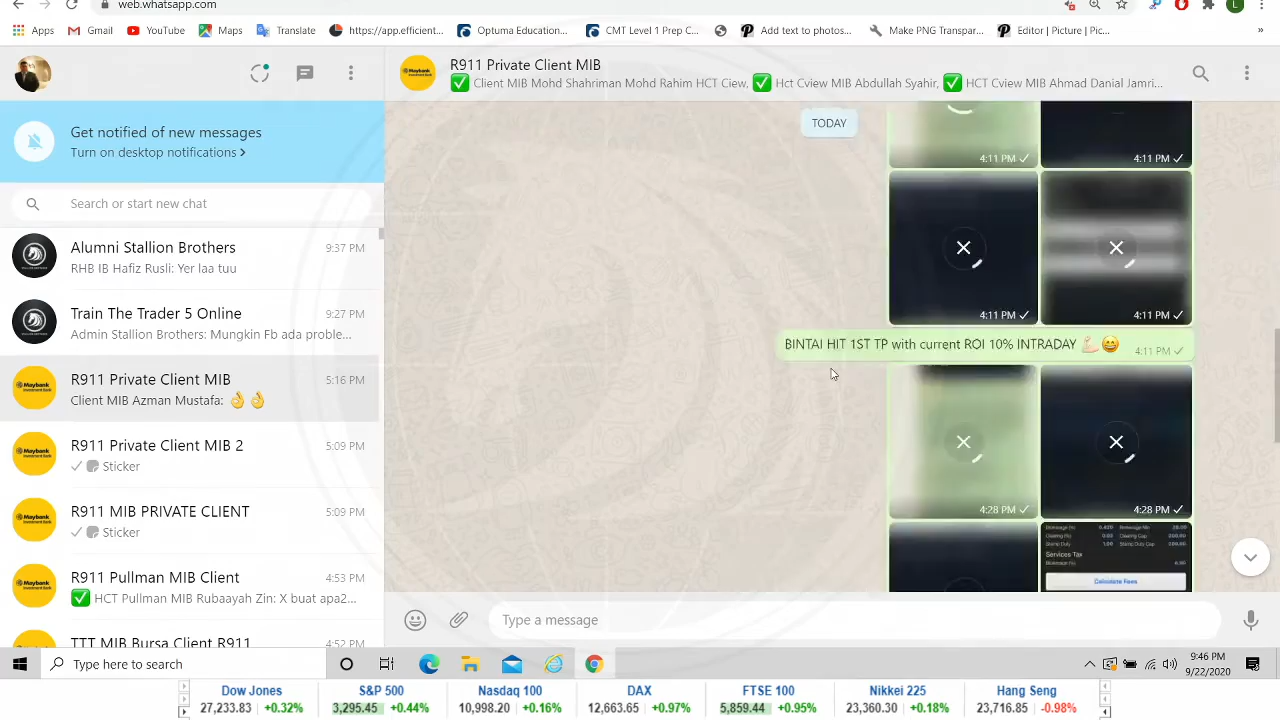 web.whatsapp.com
Apps
Gmail
YouTube
Maps
Translate
https://app.efficient...
Optuma Education...
CMT Level 1 Prep C...
Add text to photos...
Make PNG Transpar...
Editor | Picture | Pic...
»
R911 Private Client MIB
✅ Client MIB Mohd Shahriman Mohd Rahim HCT Ciew, ✅ Hct Cview MIB Abdullah Syahir, ✅ HCT Cview MIB Ahmad Danial Jamri...
Get notified of new messages
Turn on desktop notifications >
Search or start new chat
Alumni Stallion Brothers
9:37 PM
RHB IB Hafiz Rusli: Yer laa tuu
Train The Trader 5 Online
9:27 PM
Admin Stallion Brothers: Mungkin Fb ada proble...
R911 Private Client MIB
5:16 PM
Client MIB Azman Mustafa: 👌👌
R911 Private Client MIB 2
5:09 PM
Sticker
R911 MIB PRIVATE CLIENT
5:09 PM
Sticker
R911 Pullman MIB Client
4:53 PM
✅ HCT Pullman MIB Rubaayah Zin: X buat apa2...
TTT MIB Bursa Client R911
4:52 PM
TODAY
4:11 PM
4:11 PM
4:11 PM
4:11 PM
BINTAI HIT 1ST TP with current ROI 10% INTRADAY 💪😄
4:11 PM
4:28 PM
4:28 PM
Services Tax
Calculate Fees
Type a message
Type here to search
9:46 PM
9/22/2020
Dow Jones
27,233.83 +0.32%
S&P 500
3,295.45 +0.44%
Nasdaq 100
10,998.20 +0.16%
DAX
12,663.65 +0.97%
FTSE 100
5,859.44 +0.95%
Nikkei 225
23,360.30 +0.18%
Hang Seng
23,716.85 -0.98%